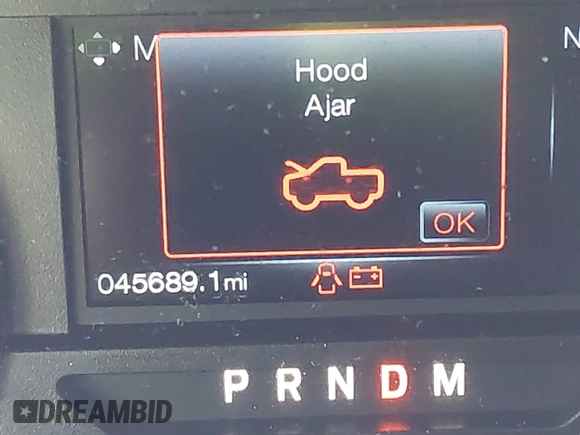 M
N
Hood
Ajar
OK
045689.1mi
P R N D M
DREAMBID